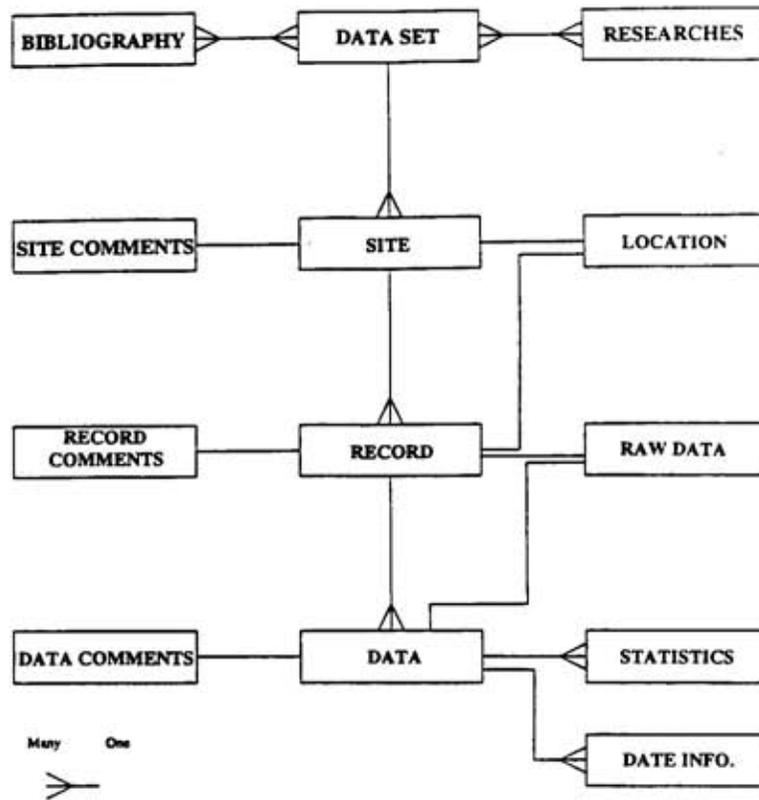 BIBLIOGRAPHY
DATA SET
RESEARCHES
SITE COMMENTS
SITE
LOCATION
RECORD
COMMENTS
RECORD
RAW DATA
DATA COMMENTS
DATA
STATISTICS
DATE INFO.
Many One